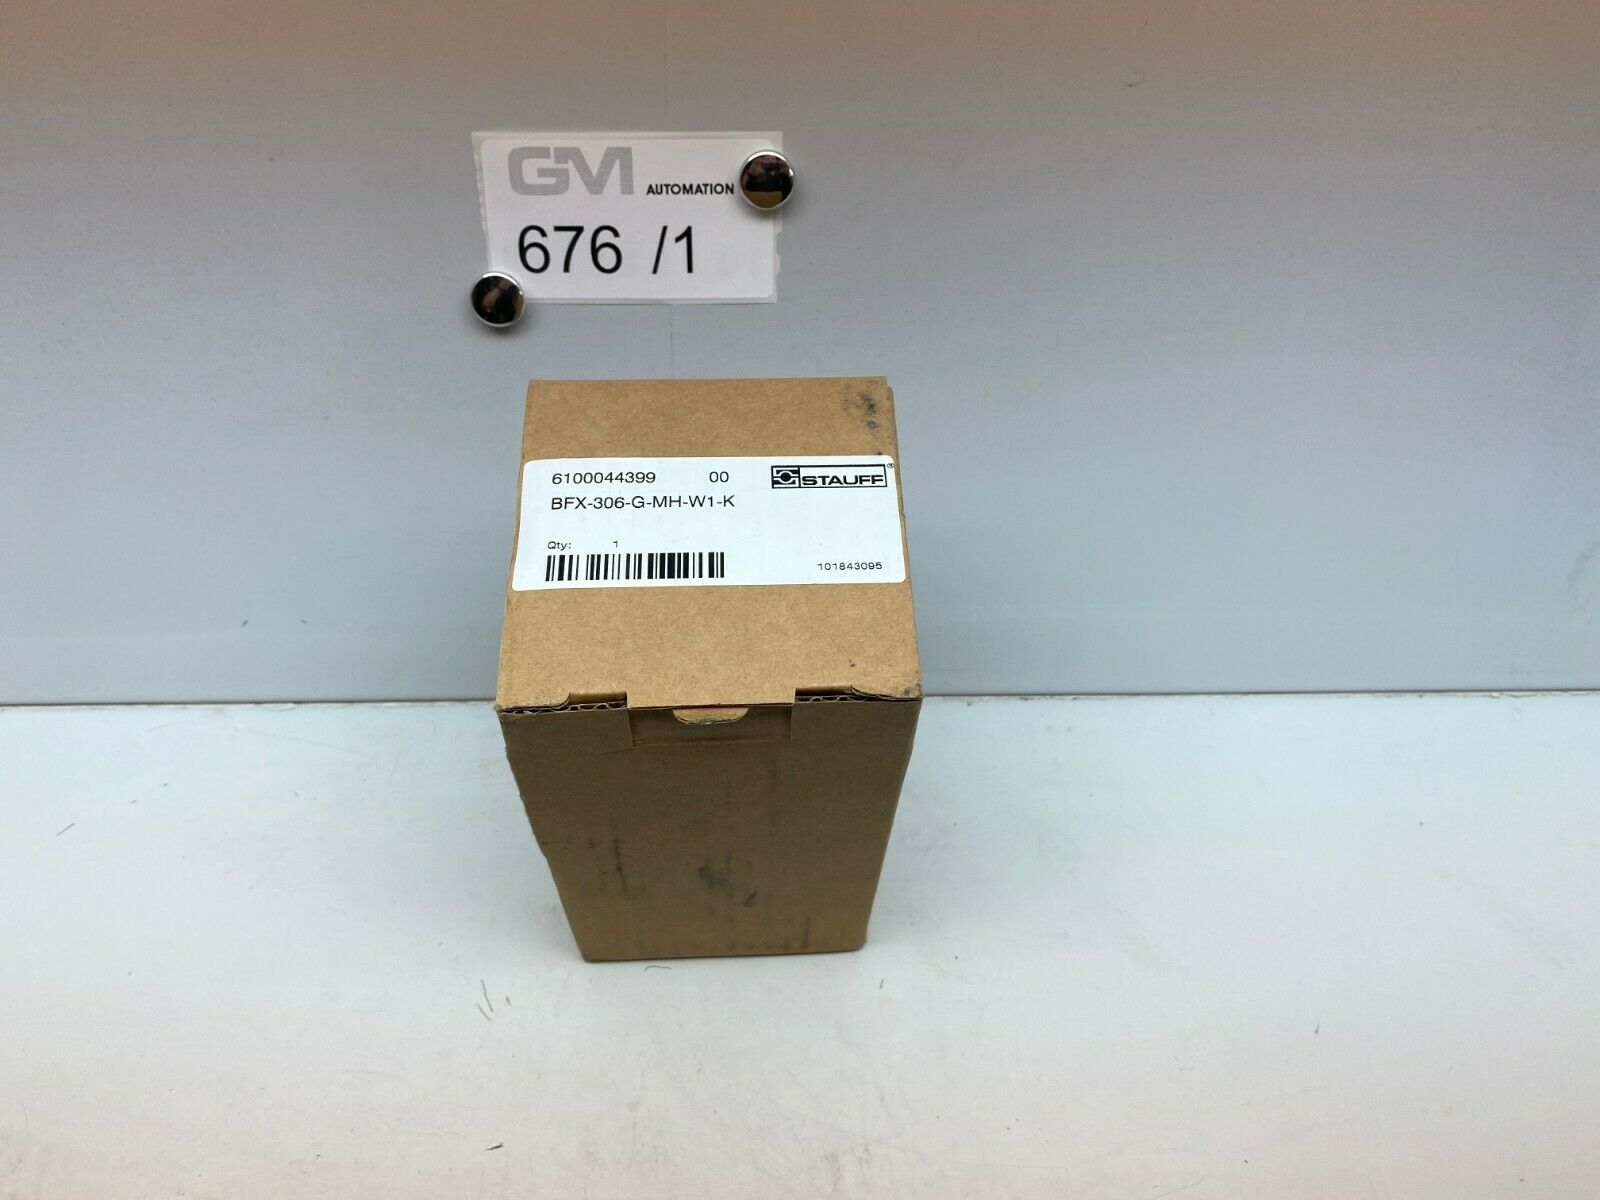 GM AUTOMATION
676 /1
6100044399 00 STAUFF®
BFX-306-G-MH-W1-K
Qty: 1
101843095